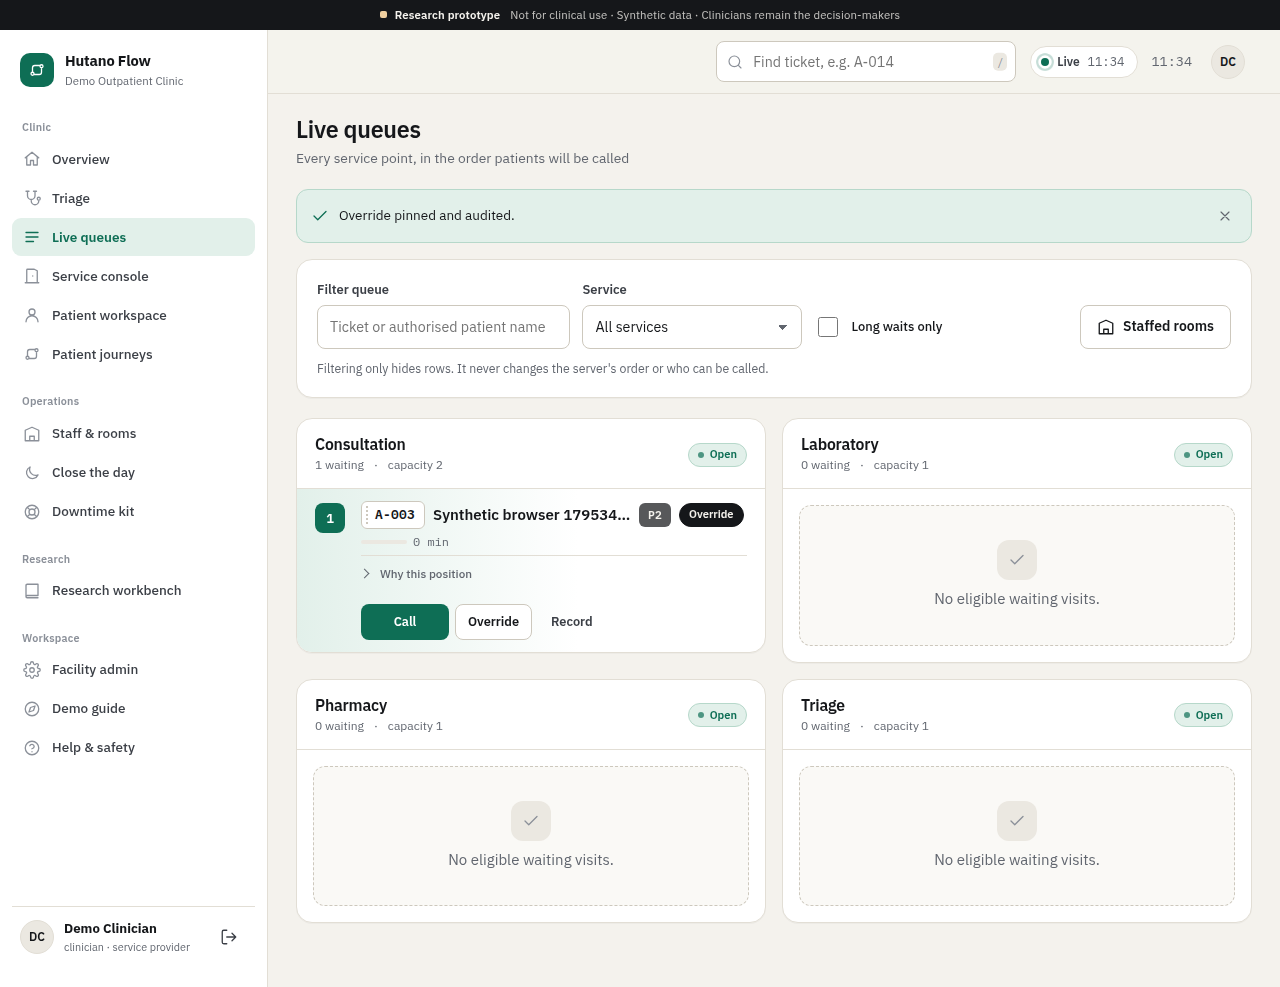 Research prototype Not for clinical use · Synthetic data · Clinicians remain the decision-makers
Hutano Flow
Demo Outpatient Clinic
Clinic
Overview
Triage
Live queues
Service console
Patient workspace
Patient journeys
Operations
Staff & rooms
Close the day
Downtime kit
Research
Research workbench
Workspace
Facility admin
Demo guide
Help & safety
DC
Demo Clinician
clinician · service provider
Find ticket, e.g. A-014
/
Live 11:34
11:34
DC
Live queues
Every service point, in the order patients will be called
Override pinned and audited.
Filter queue
Service
Ticket or authorised patient name
All services
Long waits only
Staffed rooms
Filtering only hides rows. It never changes the server's order or who can be called.
Consultation
1 waiting · capacity 2
Open
1
A-003
Synthetic browser 179534...
P2
Override
0 min
Why this position
Call
Override
Record
Laboratory
0 waiting · capacity 1
Open
No eligible waiting visits.
Pharmacy
0 waiting · capacity 1
Open
No eligible waiting visits.
Triage
0 waiting · capacity 1
Open
No eligible waiting visits.